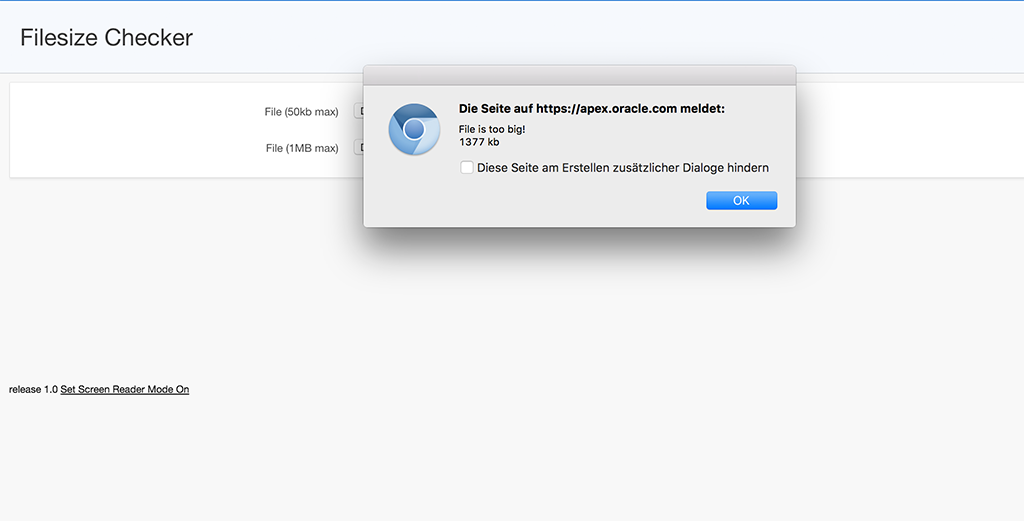 Filesize Checker
Die Seite auf https://apex.oracle.com meldet:
File is too big!
1377 kb
Diese Seite am Erstellen zusätzlicher Dialoge hindern
OK
File (50kb max)
File (1MB max)
release 1.0 Set Screen Reader Mode On